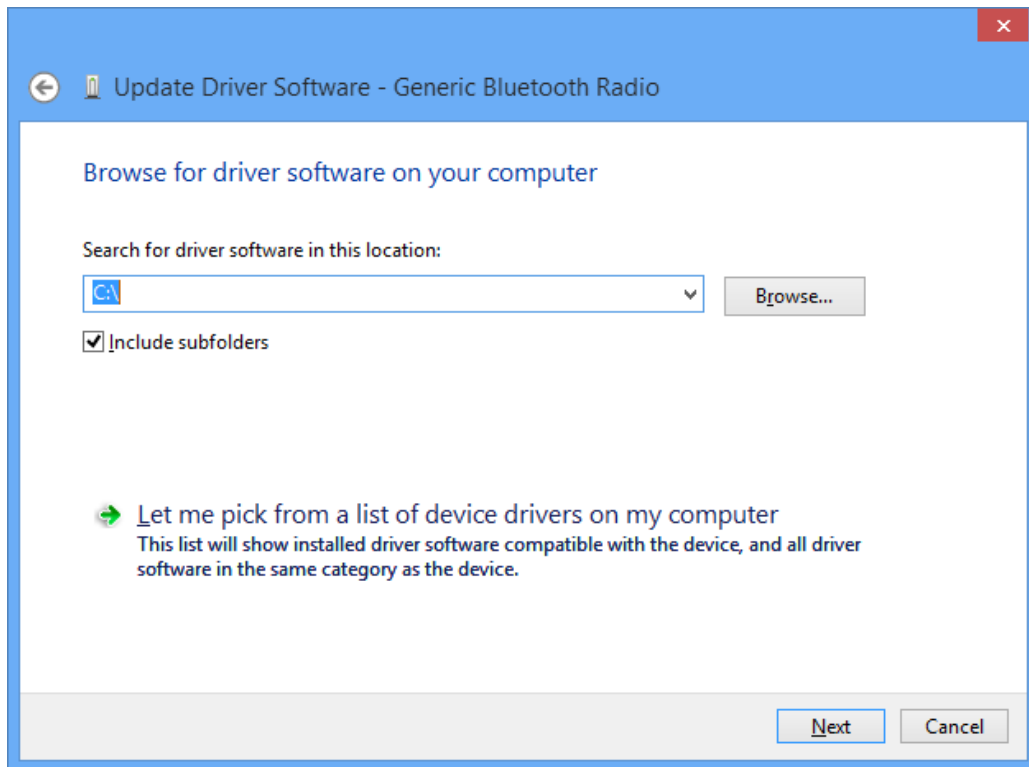 Update Driver Software - Generic Bluetooth Radio
Browse for driver software on your computer
Search for driver software in this location:
C:\
Browse...
Include subfolders
Let me pick from a list of device drivers on my computer
This list will show installed driver software compatible with the device, and all driver
software in the same category as the device.
Next
Cancel